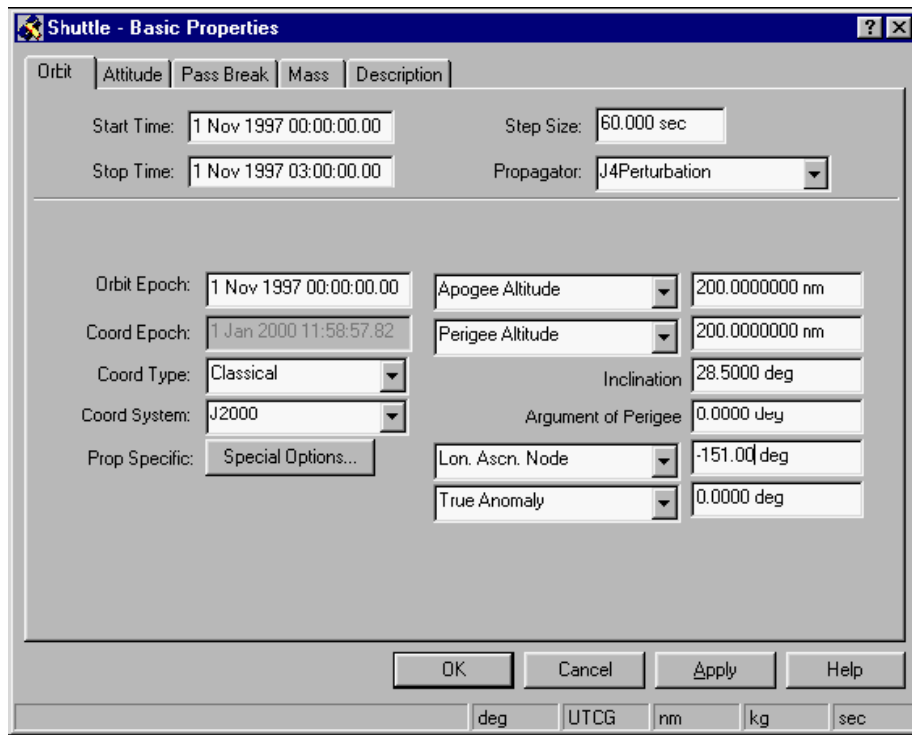 Shuttle - Basic Properties
Orbit Attitude Pass Break Mass Description
Start Time: 1 Nov 1997 00:00:00.00 Step Size: 60.000 sec
Stop Time: 1 Nov 1997 03:00:00.00 Propagator: J4Perturbation
Orbit Epoch: 1 Nov 1997 00:00:00.00 Apogee Altitude 200.0000000 nm
Coord Epoch: 1 Jan 2000 11:58:57.82 Perigee Altitude 200.0000000 nm
Coord Type: Classical Inclination 28.5000 deg
Coord System: J2000 Argument of Perigee 0.0000 deg
Prop Specific: Special Options... Lon. Ascn. Node -151.00 deg
True Anomaly 0.0000 deg
OK Cancel Apply Help
deg UTCG nm kg sec